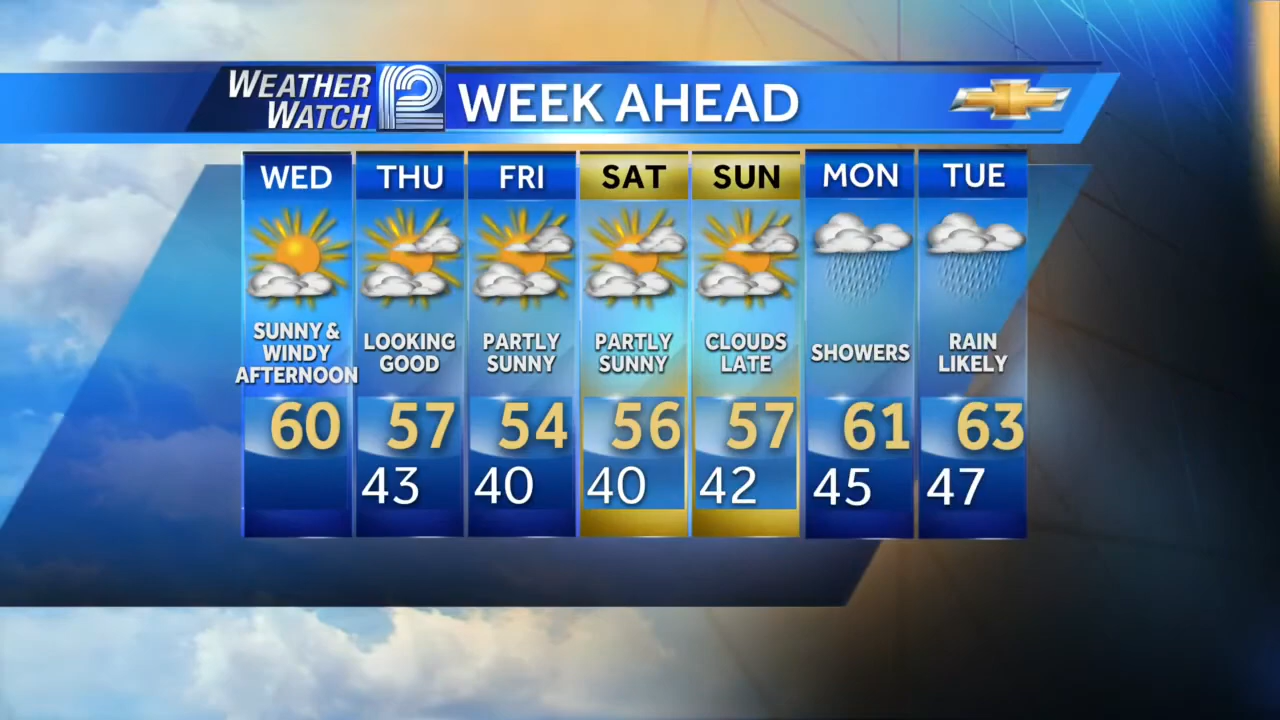 WEATHER WATCH 12 WEEK AHEAD
WED THU FRI SAT SUN MON TUE
SUNNY &
WINDY
AFTERNOON
LOOKING
GOOD
PARTLY
SUNNY
PARTLY
SUNNY
CLOUDS
LATE
SHOWERS
RAIN
LIKELY
60 57 54 56 57 61 63
43 40 40 42 45 47